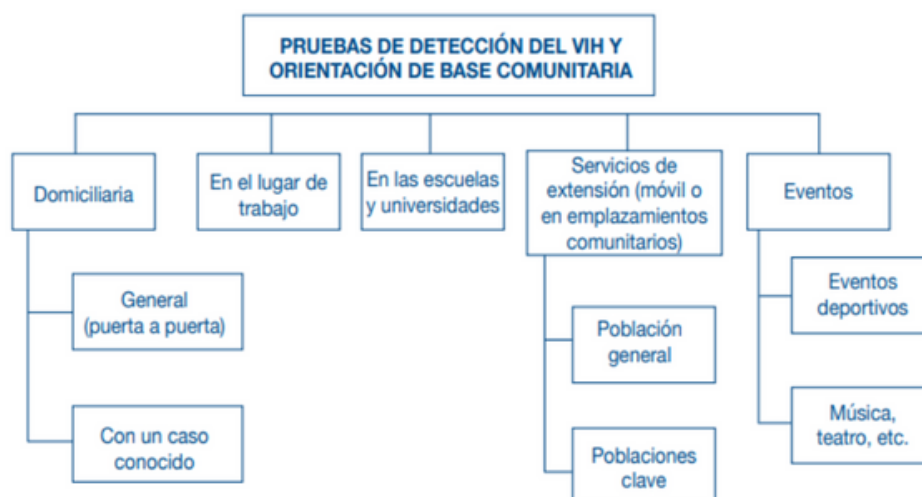 PRUEBAS DE DETECCIÓN DEL VIH Y
ORIENTACIÓN DE BASE COMUNITARIA
Domiciliaria
En el lugar de
trabajo
En las escuelas
y universidades
Servicios de
extensión (móvil o
en emplazamientos
comunitarios)
Eventos
General
(puerta a puerta)
Con un caso
conocido
Población
general
Poblaciones
clave
Eventos
deportivos
Música,
teatro, etc.